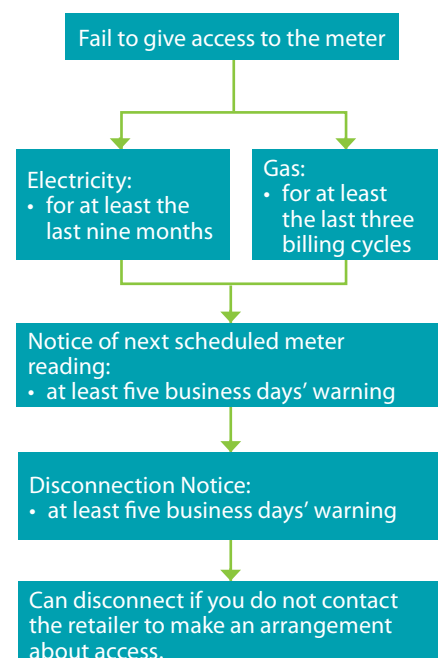 Fail to give access to the meter
Electricity:
• for at least the
last nine months
Gas:
• for at least
the last three
billing cycles
Notice of next scheduled meter
reading:
• at least five business days’ warning
Disconnection Notice:
• at least five business days’ warning
Can disconnect if you do not contact
the retailer to make an arrangement
about access.